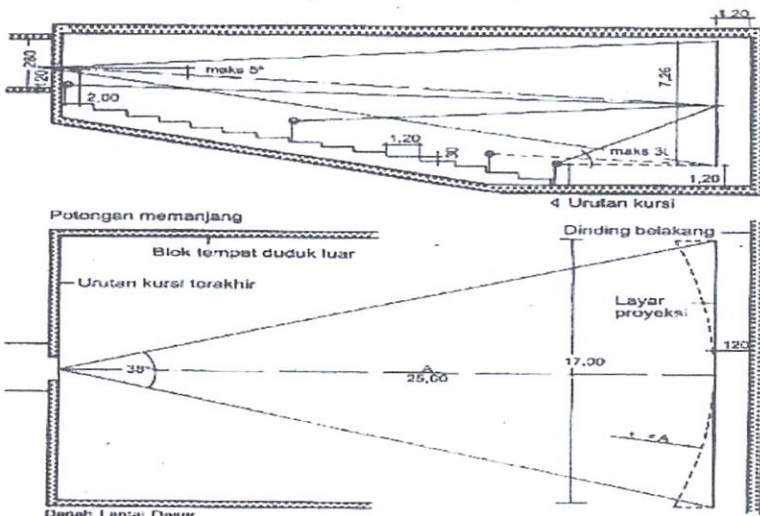 1.20
280
120
maks 5°
2,00
7,26
1,20
30
maks 3
1,20
Urutan kursi
Potongan memanjang
Dinding belakang
Blok tempat duduk luar
Urutan kursi torakhir
Layar
proyeksi
38°
A
25,00
17,00
120
Denah Lantai Dasar